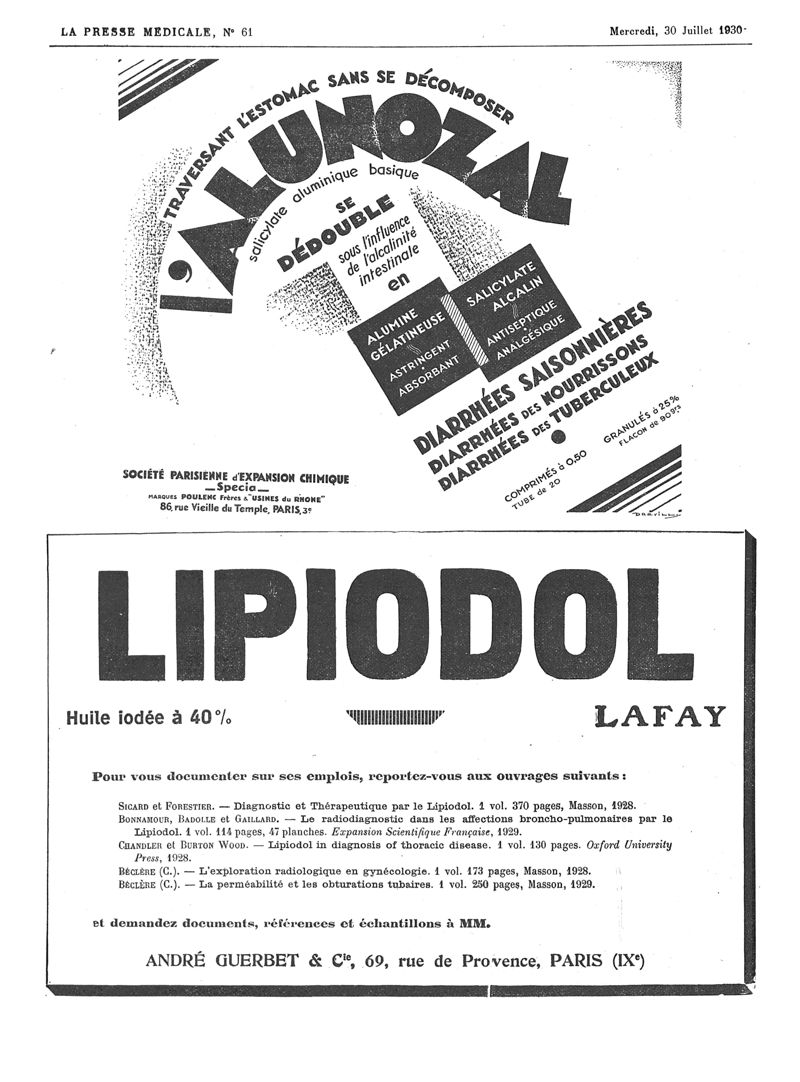 LA PRESSE MÉDICALE, N° 61
Mercredi, 30 Juillet 1930
TRAVERSANT L'ESTOMAC SANS SE DÉCOMPOSER
l'ALUNOZAL
salicylate aluminique basique
SE
DÉDOUBLE
sous l'influence
de l'alcalinité
intestinale
en
ALUMINE
GÉLATINEUSE
ASTRINGENT
ABSORBANT
SALICYLATE
ALCALIN
ANTISEPTIQUE
ANALGÉSIQUE
DIARRHÉES SAISONNIÈRES
DIARRHÉES DES NOURRISSONS
DIARRHÉES DES TUBERCULEUX
COMPRIMÉS à 0,50
TUBE de 20
GRANULÉS à 25%
FLACON de 90 grs
SOCIÉTÉ PARISIENNE d'EXPANSION CHIMIQUE
_Specia_
MARQUES POULENC Frères & "USINES du RHONE"
86, rue Vieille du Temple, PARIS, 3e
LIPIODOL
Huile iodée à 40%
LAFAY
Pour vous documenter sur ses emplois, reportez-vous aux ouvrages suivants :
SICARD et FORESTIER. — Diagnostic et Thérapeutique par le Lipiodol. 1 vol. 370 pages, Masson, 1928.
BONNAMOUR, BADOLLE et GAILLARD. — Le radiodiagnostic dans les affections broncho-pulmonaires par le
Lipiodol. 1 vol. 114 pages, 47 planches. Expansion Scientifique Française, 1929.
CHANDLER et BURTON WOOD. — Lipiodol in diagnosis of thoracic disease. 1 vol. 130 pages. Oxford University
Press, 1928.
BÉCLÈRE (C.). — L'exploration radiologique en gynécologie. 1 vol. 173 pages, Masson, 1928.
BÉCLÈRE (C.). — La perméabilité et les obturations tubaires. 1 vol. 250 pages, Masson, 1929.
et demandez documents, références et échantillons à MM.
ANDRÉ GUERBET & Cie, 69, rue de Provence, PARIS (IXe)